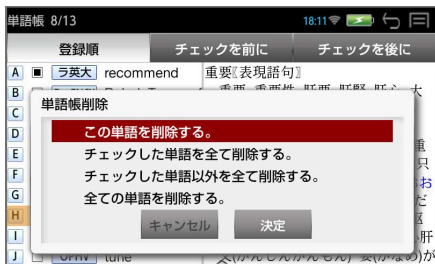 単語帳 8/13 18:11
登録順 チェックを前に チェックを後に
A ラ英大 recommend 重要〖表現語句〗
B
単語帳削除
C
この単語を削除する。
D
チェックした単語を全て削除する。
E
チェックした単語以外を全て削除する。
F
全ての単語を削除する。
G
キャンセル 決定
H
I
J tune